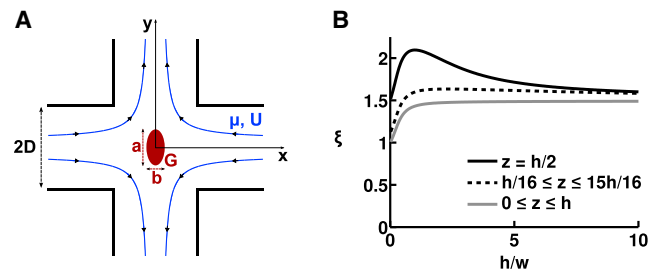 A
y
μ, U
2D
a
G
x
b
B
ξ
2
1.5
1
0.5
0
z = h/2
h/16 ≤ z ≤ 15h/16
0 ≤ z ≤ h
0
5
10
h/w